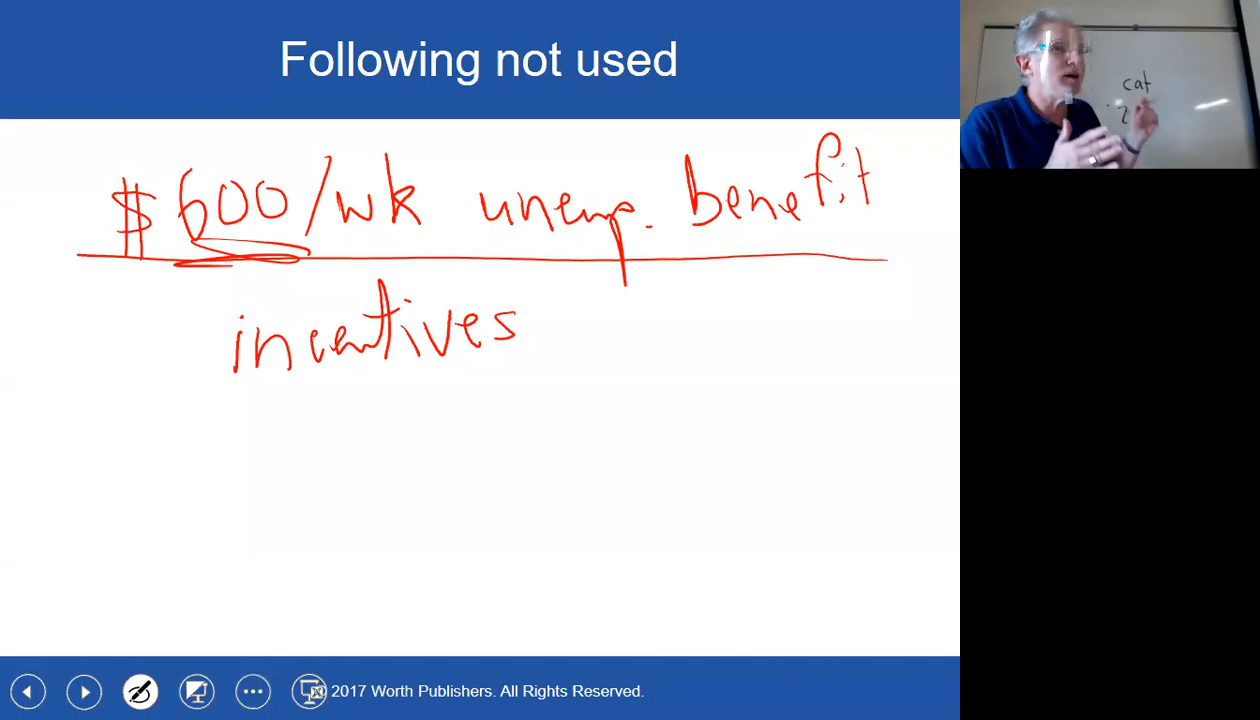 Following not used
$600/wk unemp. benefit
incentives
cat
2017 Worth Publishers. All Rights Reserved.